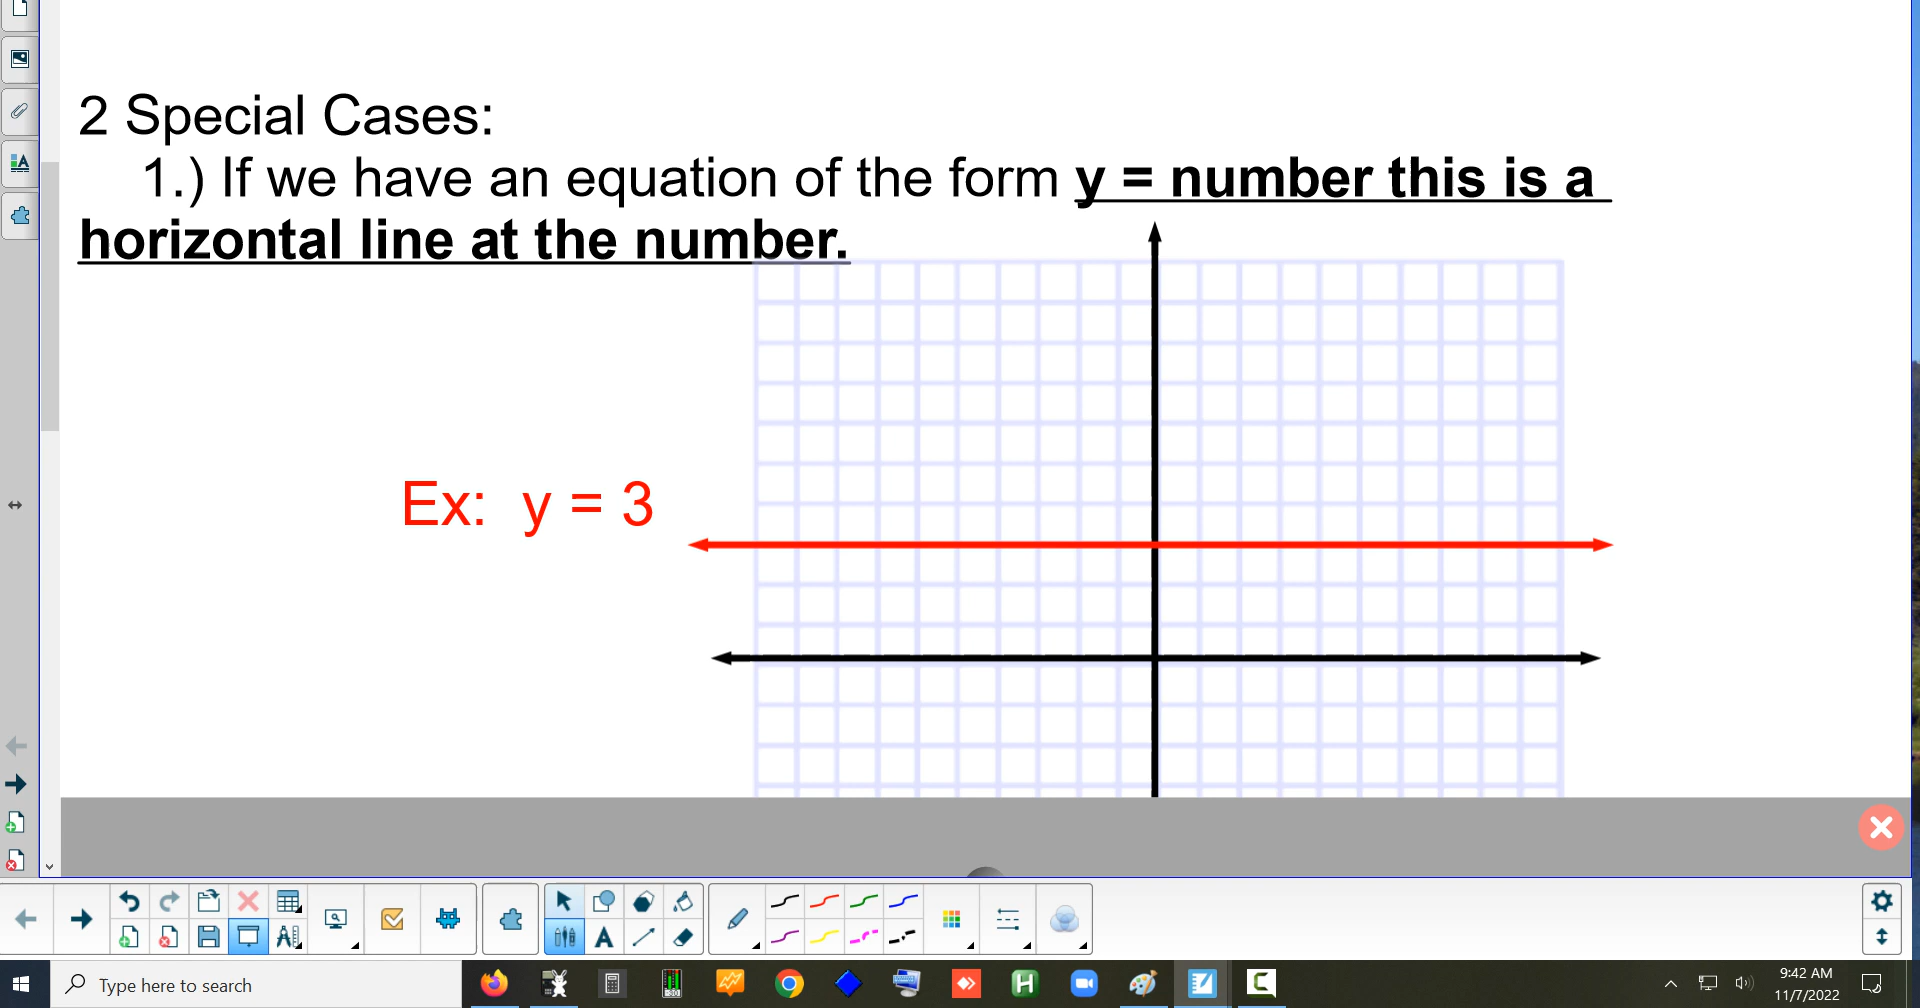 2 Special Cases:
1.) If we have an equation of the form y = number this is a
horizontal line at the number.
Ex: y = 3
Type here to search
9:42 AM
11/7/2022